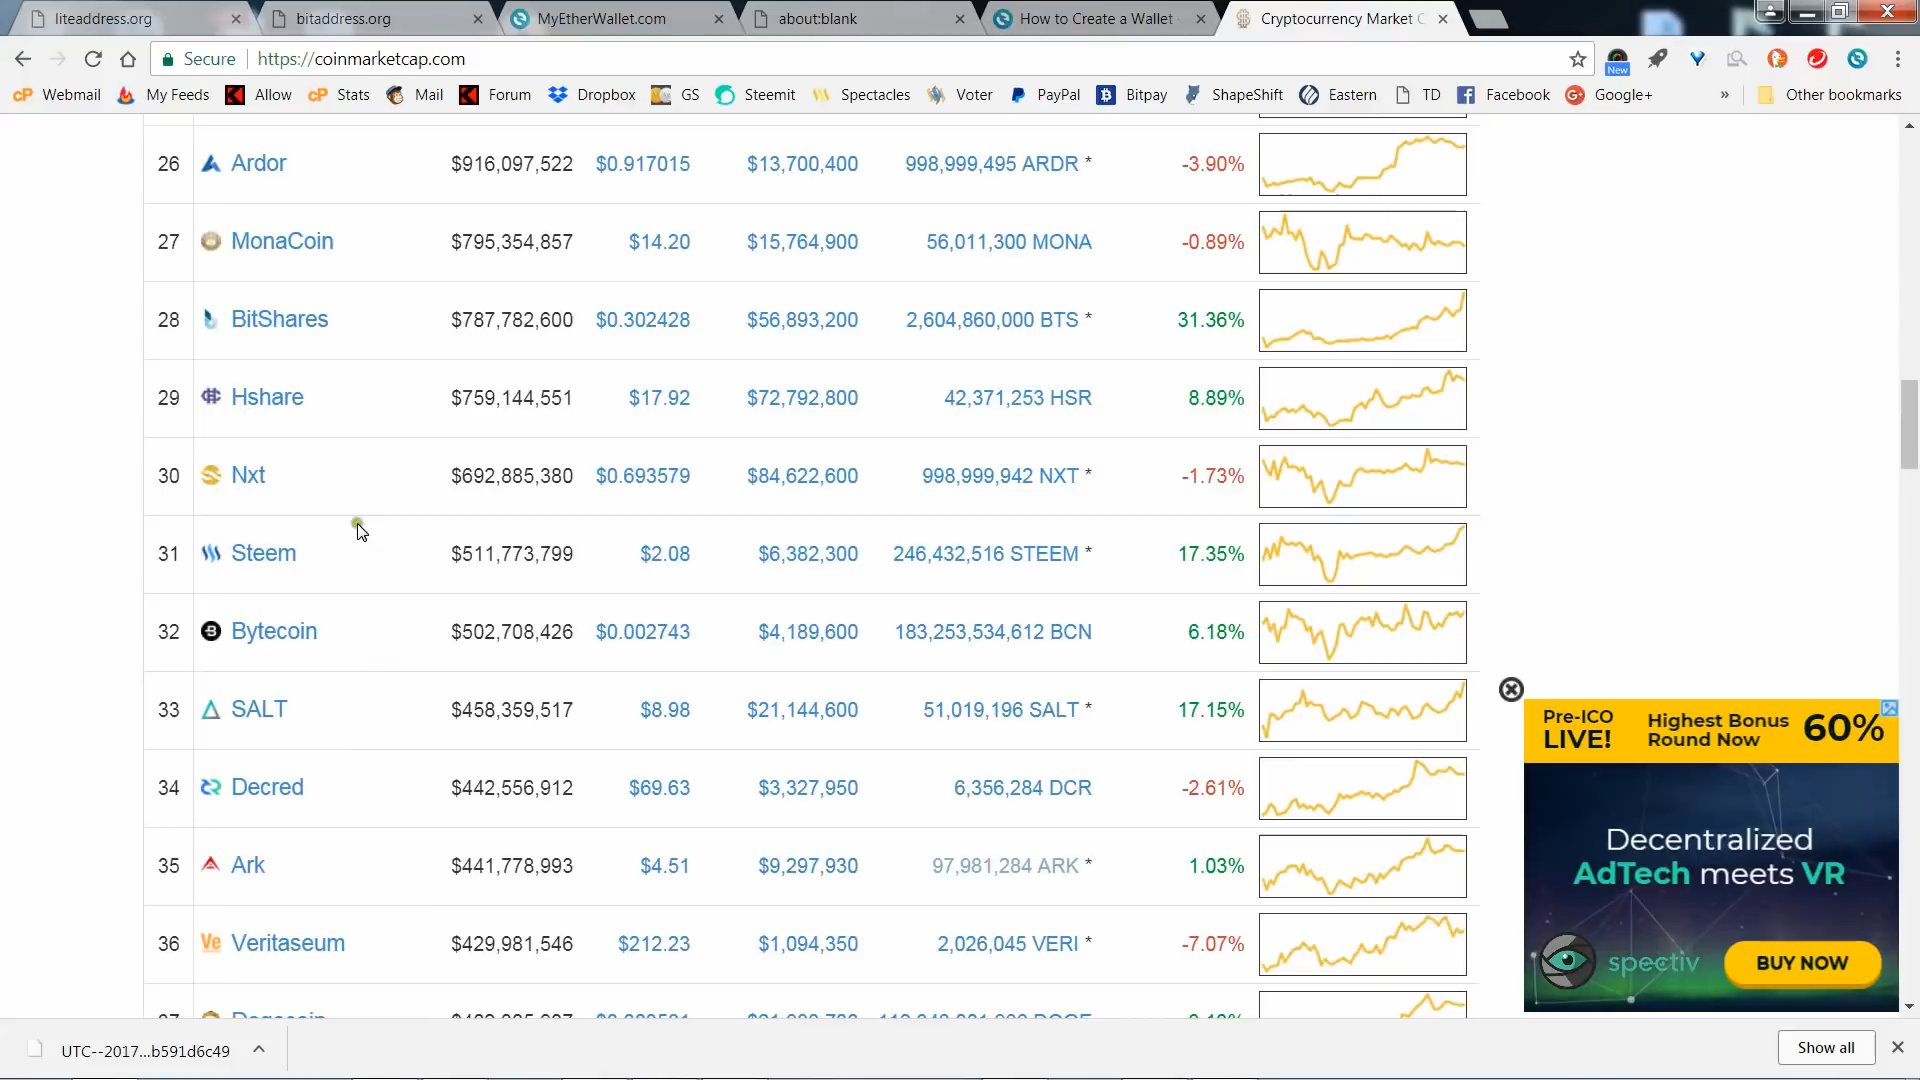 liteaddress.org
bitaddress.org
MyEtherWallet.com
about:blank
How to Create a Wallet
Cryptocurrency Market C
Secure https://coinmarketcap.com
New
cP Webmail My Feeds Allow cP Stats Mail Forum Dropbox GS Steemit Spectacles Voter PayPal Bitpay ShapeShift Eastern TD Facebook Google+ » Other bookmarks
26 Ardor $916,097,522 $0.917015 $13,700,400 998,999,495 ARDR * -3.90%
27 MonaCoin $795,354,857 $14.20 $15,764,900 56,011,300 MONA -0.89%
28 BitShares $787,782,600 $0.302428 $56,893,200 2,604,860,000 BTS * 31.36%
29 Hshare $759,144,551 $17.92 $72,792,800 42,371,253 HSR 8.89%
30 Nxt $692,885,380 $0.693579 $84,622,600 998,999,942 NXT * -1.73%
31 Steem $511,773,799 $2.08 $6,382,300 246,432,516 STEEM * 17.35%
32 Bytecoin $502,708,426 $0.002743 $4,189,600 183,253,534,612 BCN 6.18%
33 SALT $458,359,517 $8.98 $21,144,600 51,019,196 SALT * 17.15%
34 Decred $442,556,912 $69.63 $3,327,950 6,356,284 DCR -2.61%
35 Ark $441,778,993 $4.51 $9,297,930 97,981,284 ARK * 1.03%
36 Veritaseum $429,981,546 $212.23 $1,094,350 2,026,045 VERI * -7.07%
Pre-ICO
LIVE!
Highest Bonus
Round Now
60%
Decentralized
AdTech meets VR
spectiv
BUY NOW
UTC--2017...b591d6c49
Show all